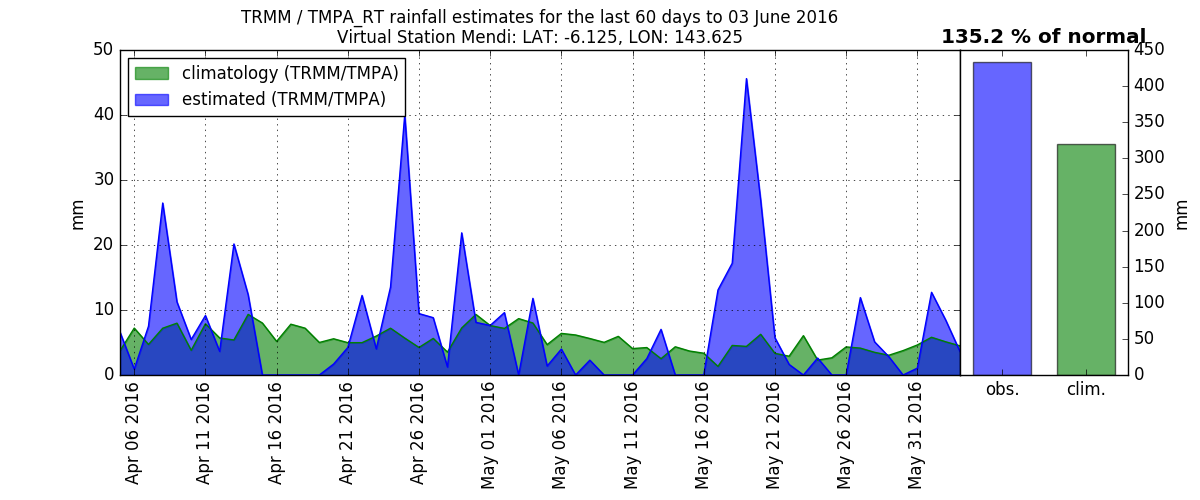 TRMM / TMPA_RT rainfall estimates for the last 60 days to 03 June 2016
Virtual Station Mendi: LAT: -6.125, LON: 143.625
135.2 % of normal
climatology (TRMM/TMPA)
estimated (TRMM/TMPA)
mm
50
40
30
20
10
0
Apr 06 2016
Apr 11 2016
Apr 16 2016
Apr 21 2016
Apr 26 2016
May 01 2016
May 06 2016
May 11 2016
May 16 2016
May 21 2016
May 26 2016
May 31 2016
obs.
clim.
450
400
350
300
250
200
150
100
50
0
mm